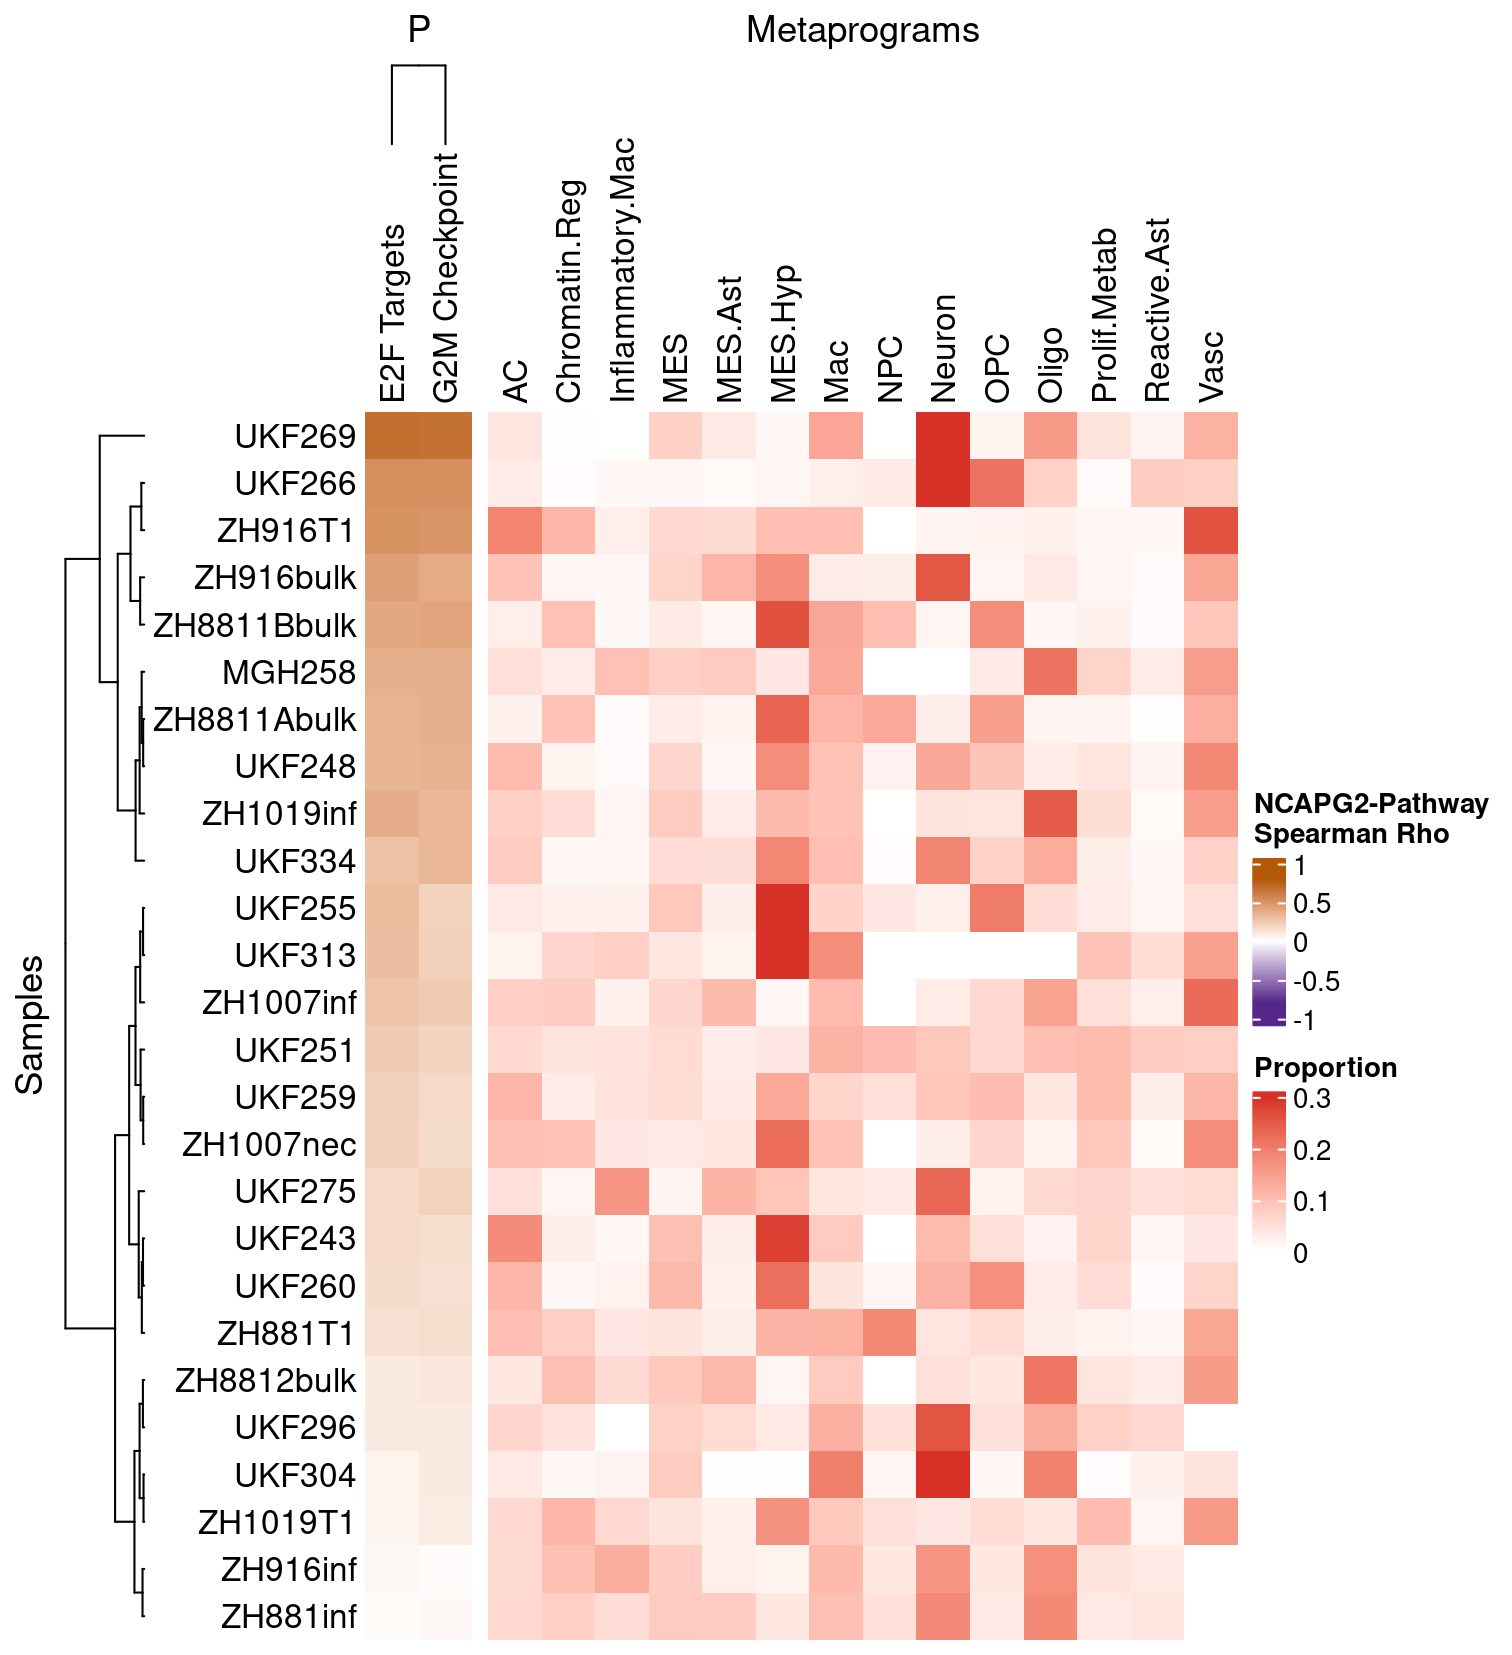 P
Metaprograms
E2F Targets
G2M Checkpoint
AC
Chromatin.Reg
Inflammatory.Mac
MES
MES.Ast
MES.Hyp
Mac
NPC
Neuron
OPC
Oligo
Prolif.Metab
Reactive.Ast
Vasc
Samples
UKF269
UKF266
ZH916T1
ZH916bulk
ZH8811Bbulk
MGH258
ZH8811Abulk
UKF248
ZH1019inf
UKF334
UKF255
UKF313
ZH1007inf
UKF251
UKF259
ZH1007nec
UKF275
UKF243
UKF260
ZH881T1
ZH8812bulk
UKF296
UKF304
ZH1019T1
ZH916inf
ZH881inf
NCAPG2-Pathway
Spearman Rho
1
0.5
0
-0.5
-1
Proportion
0.3
0.2
0.1
0